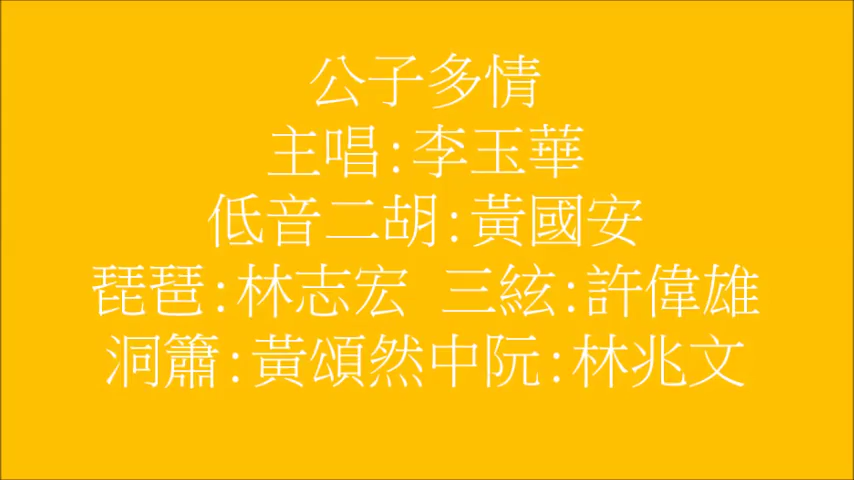 公子多情
主唱:李玉華
低音二胡:黃國安
琵琶:林志宏 三絃:許偉雄
洞簫:黃頌然中阮:林兆文